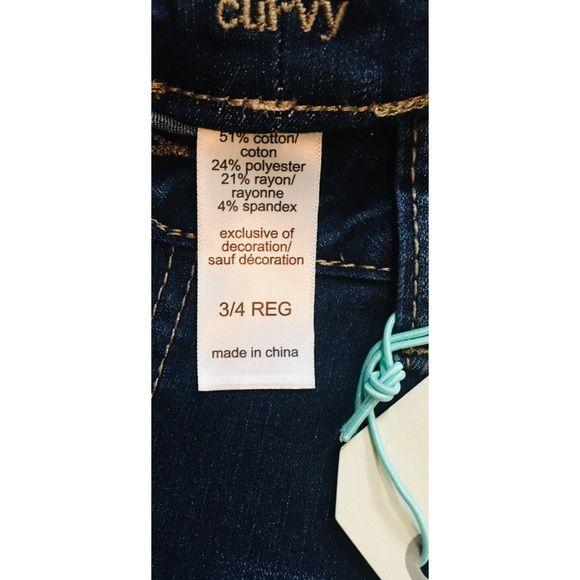 curvy
51% cotton/
coton
24% polyester
21% rayon/
rayonne
4% spandex
exclusive of
decoration/
sauf décoration
3/4 REG
made in china